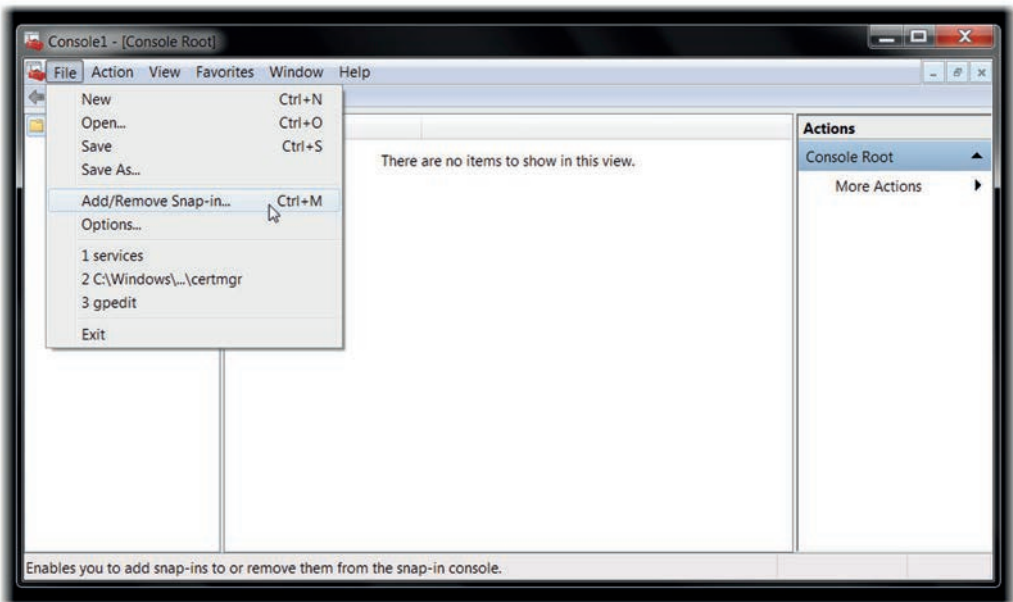 Console1 - [Console Root]
File Action View Favorites Window Help
New Ctrl+N
Open... Ctrl+O
Save Ctrl+S
Save As...
Add/Remove Snap-in... Ctrl+M
Options...
1 services
2 C:\Windows\...\certmgr
3 gpedit
Exit
There are no items to show in this view.
Actions
Console Root
More Actions
Enables you to add snap-ins to or remove them from the snap-in console.